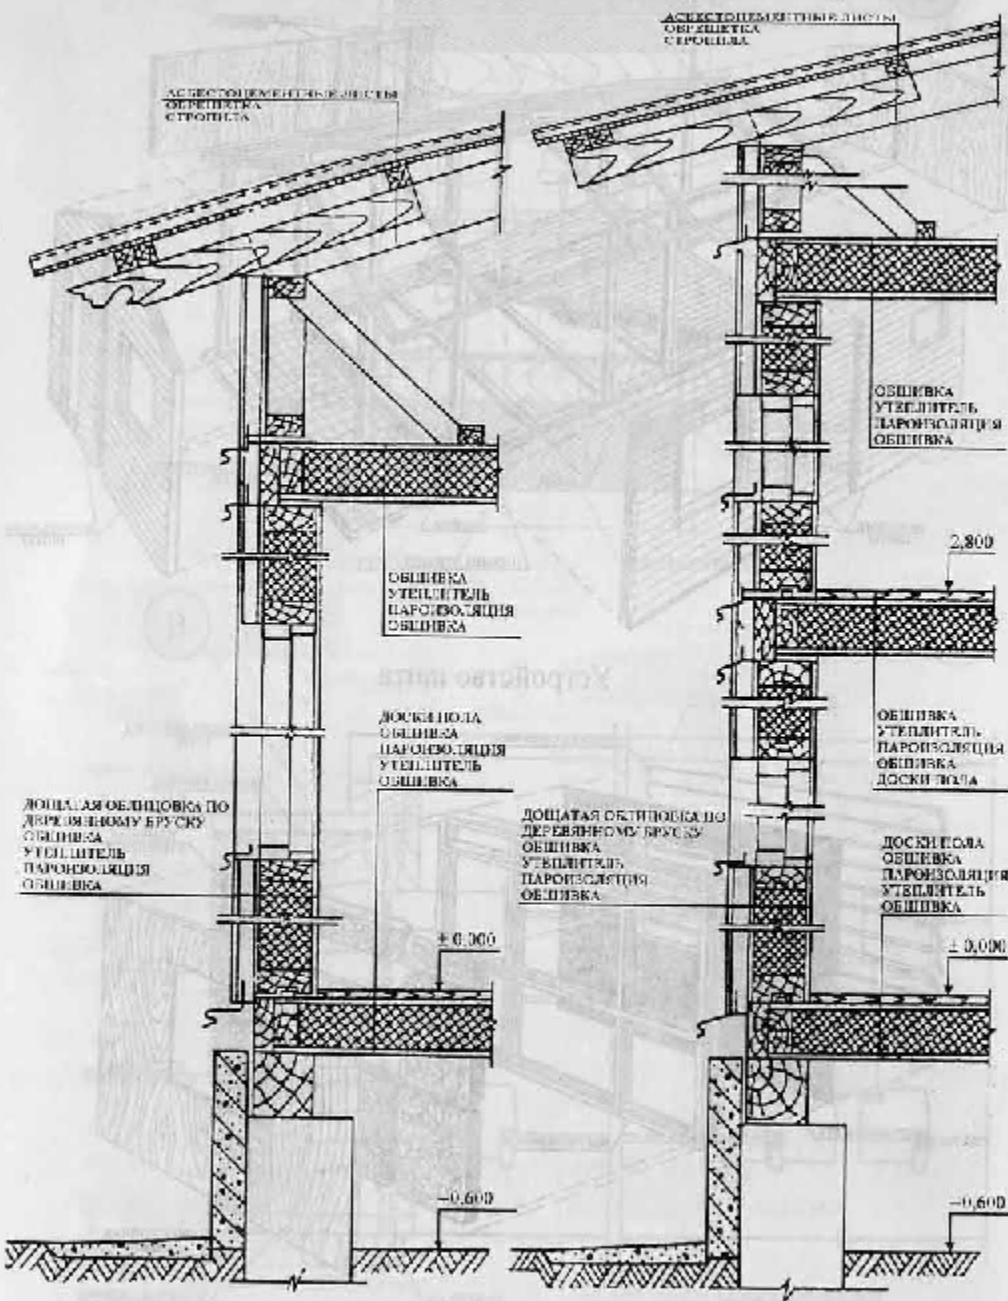 АСБЕСТОЦЕМЕНТНЫЕ ЛИСТЫ
ОБРЕШЕТКА
СТРОПИЛА
АСБЕСТОЦЕМЕНТНЫЕ ЛИСТЫ
ОБРЕШЕТКА
СТРОПИЛА
ОБШИВКА
УТЕПЛИТЕЛЬ
ПАРОИЗОЛЯЦИЯ
ОБШИВКА
ДОСКИ ПОЛА
ОБШИВКА
ПАРОИЗОЛЯЦИЯ
УТЕПЛИТЕЛЬ
ОБШИВКА
ДОЩАТАЯ ОБЛИЦОВКА ПО
ДЕРЕВЯННОМУ БРУСКУ
ОБШИВКА
УТЕПЛИТЕЛЬ
ПАРОИЗОЛЯЦИЯ
ОБШИВКА
± 0,000
−0,600
ОБШИВКА
УТЕПЛИТЕЛЬ
ПАРОИЗОЛЯЦИЯ
ОБШИВКА
2,800
ОБШИВКА
УТЕПЛИТЕЛЬ
ПАРОИЗОЛЯЦИЯ
ОБШИВКА
ДОСКИ ПОЛА
ДОЩАТАЯ ОБЛИЦОВКА ПО
ДЕРЕВЯННОМУ БРУСКУ
ОБШИВКА
УТЕПЛИТЕЛЬ
ПАРОИЗОЛЯЦИЯ
ОБШИВКА
ДОСКИ ПОЛА
ОБШИВКА
ПАРОИЗОЛЯЦИЯ
УТЕПЛИТЕЛЬ
ОБШИВКА
± 0,000
−0,600
Устройство щита